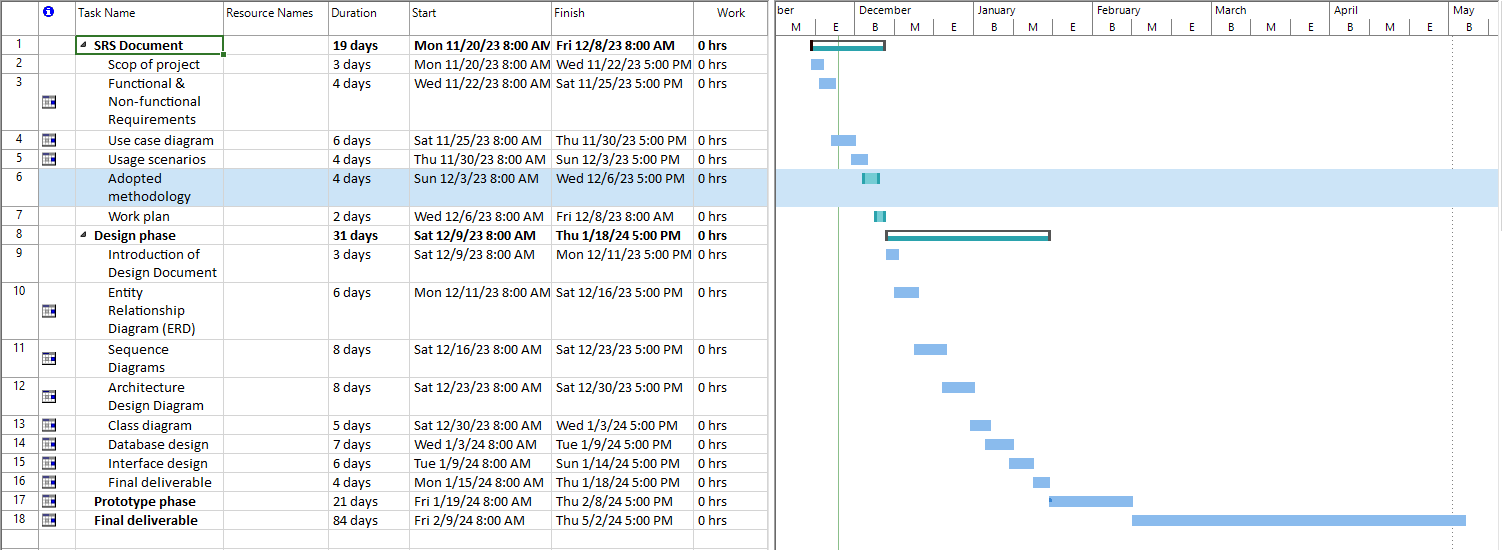 Task Name Resource Names Duration Start Finish Work
ber December January February March April May
M E B M E B M E B M E B M E B M E B
1 SRS Document 19 days Mon 11/20/23 8:00 AM Fri 12/8/23 8:00 AM 0 hrs
2 Scop of project 3 days Mon 11/20/23 8:00 AM Wed 11/22/23 5:00 PM 0 hrs
3 Functional & 4 days Wed 11/22/23 8:00 AM Sat 11/25/23 5:00 PM 0 hrs
Non-functional
Requirements
4 Use case diagram 6 days Sat 11/25/23 8:00 AM Thu 11/30/23 5:00 PM 0 hrs
5 Usage scenarios 4 days Thu 11/30/23 8:00 AM Sun 12/3/23 5:00 PM 0 hrs
6 Adopted 4 days Sun 12/3/23 8:00 AM Wed 12/6/23 5:00 PM 0 hrs
methodology
7 Work plan 2 days Wed 12/6/23 8:00 AM Fri 12/8/23 8:00 AM 0 hrs
8 Design phase 31 days Sat 12/9/23 8:00 AM Thu 1/18/24 5:00 PM 0 hrs
9 Introduction of 3 days Sat 12/9/23 8:00 AM Mon 12/11/23 5:00 PM 0 hrs
Design Document
10 Entity 6 days Mon 12/11/23 8:00 AM Sat 12/16/23 5:00 PM 0 hrs
Relationship
Diagram (ERD)
11 Sequence 8 days Sat 12/16/23 8:00 AM Sat 12/23/23 5:00 PM 0 hrs
Diagrams
12 Architecture 8 days Sat 12/23/23 8:00 AM Sat 12/30/23 5:00 PM 0 hrs
Design Diagram
13 Class diagram 5 days Sat 12/30/23 8:00 AM Wed 1/3/24 5:00 PM 0 hrs
14 Database design 7 days Wed 1/3/24 8:00 AM Tue 1/9/24 5:00 PM 0 hrs
15 Interface design 6 days Tue 1/9/24 8:00 AM Sun 1/14/24 5:00 PM 0 hrs
16 Final deliverable 4 days Mon 1/15/24 8:00 AM Thu 1/18/24 5:00 PM 0 hrs
17 Prototype phase 21 days Fri 1/19/24 8:00 AM Thu 2/8/24 5:00 PM 0 hrs
18 Final deliverable 84 days Fri 2/9/24 8:00 AM Thu 5/2/24 5:00 PM 0 hrs